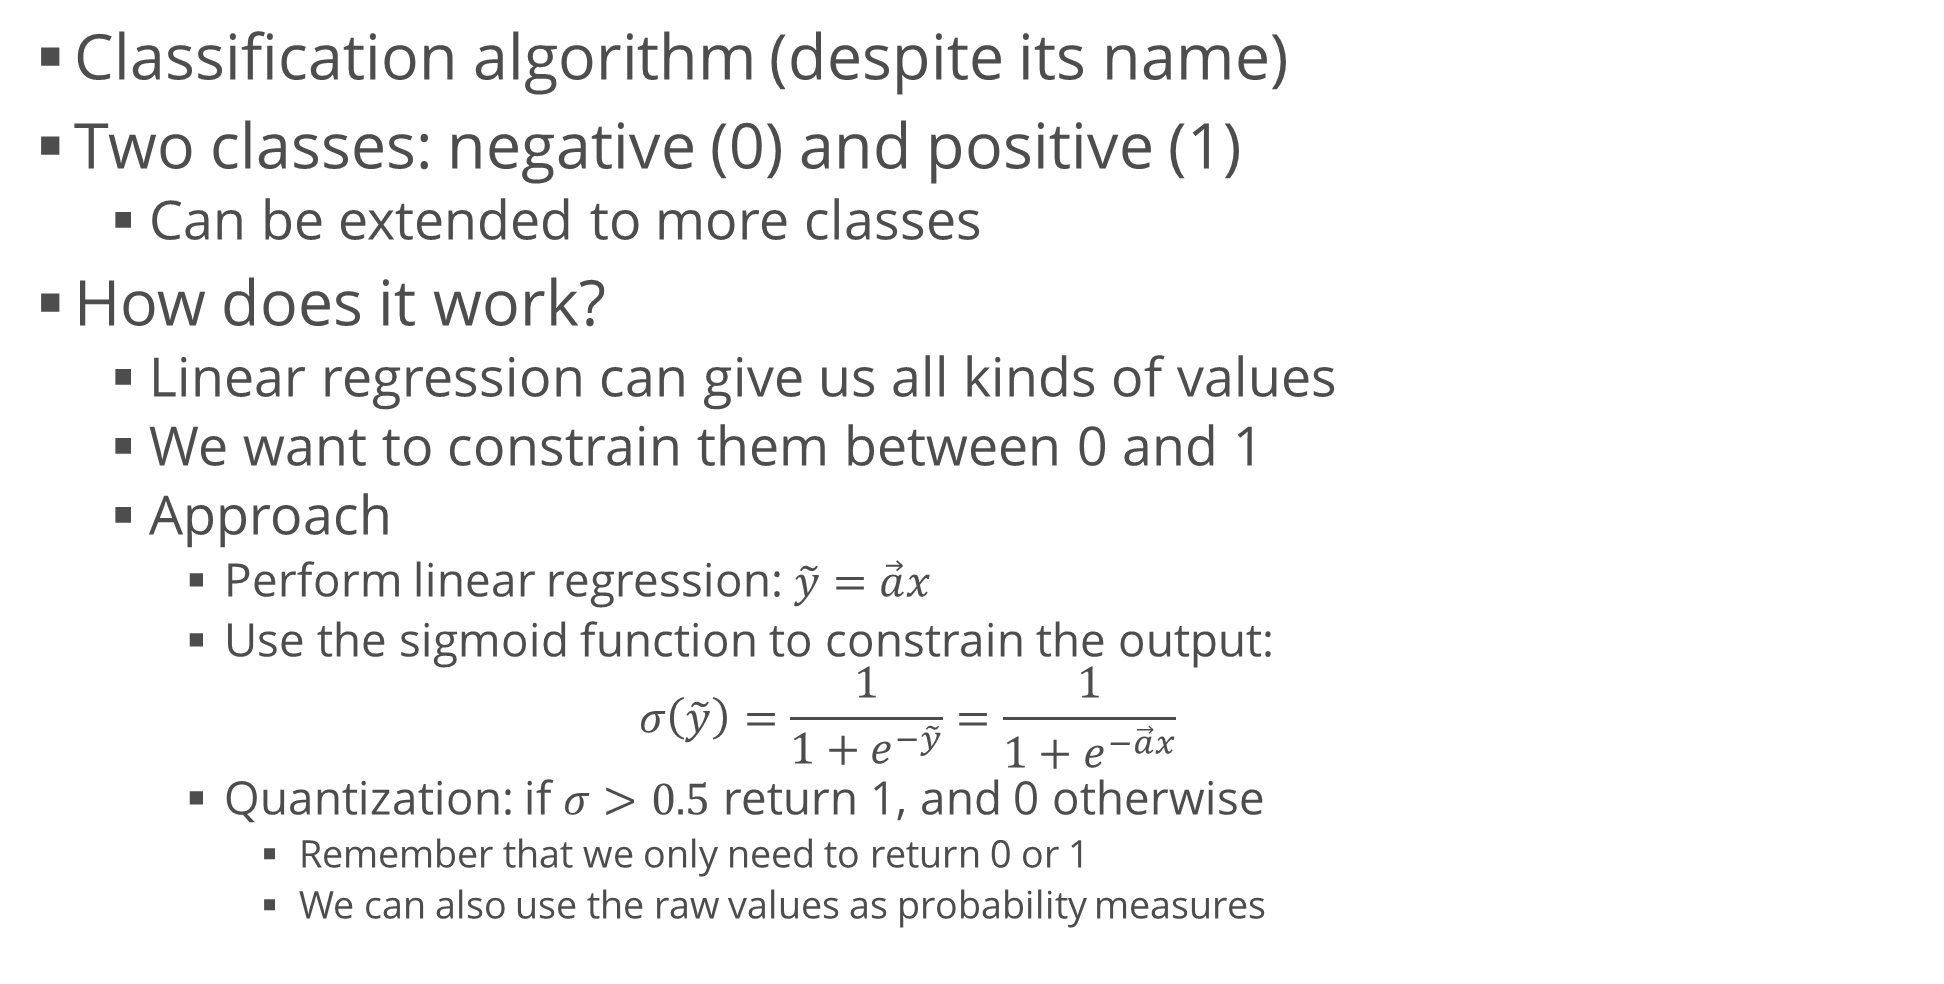 ▪ Classification algorithm (despite its name)
▪ Two classes: negative (0) and positive (1)
▪ Can be extended to more classes
▪ How does it work?
▪ Linear regression can give us all kinds of values
▪ We want to constrain them between 0 and 1
▪ Approach
▪ Perform linear regression: ỹ = a⃗x
▪ Use the sigmoid function to constrain the output:
σ(ỹ) = 1 / (1 + e^(−ỹ)) = 1 / (1 + e^(−a⃗x))
▪ Quantization: if σ > 0.5 return 1, and 0 otherwise
▪ Remember that we only need to return 0 or 1
▪ We can also use the raw values as probability measures